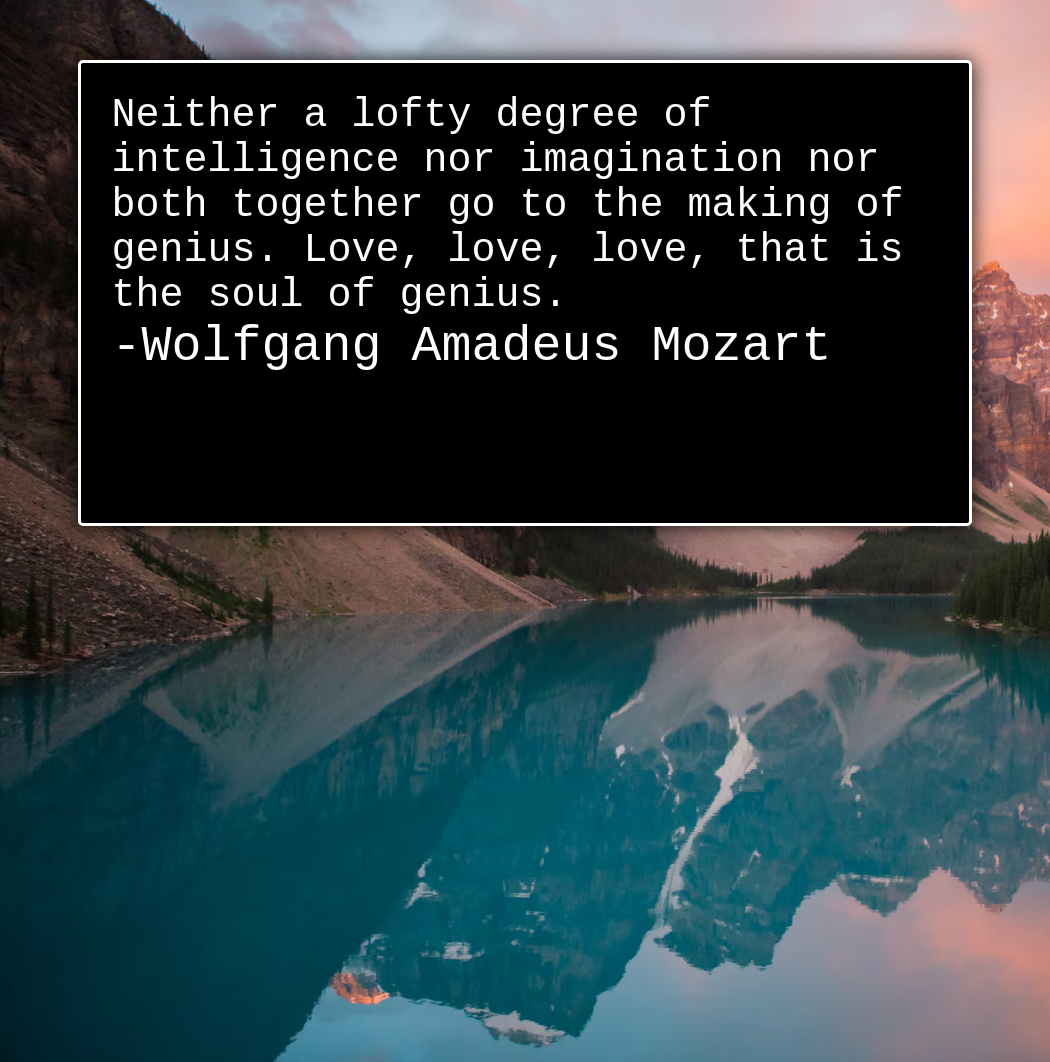 Neither a lofty degree of
intelligence nor imagination nor
both together go to the making of
genius. Love, love, love, that is
the soul of genius.
-Wolfgang Amadeus Mozart